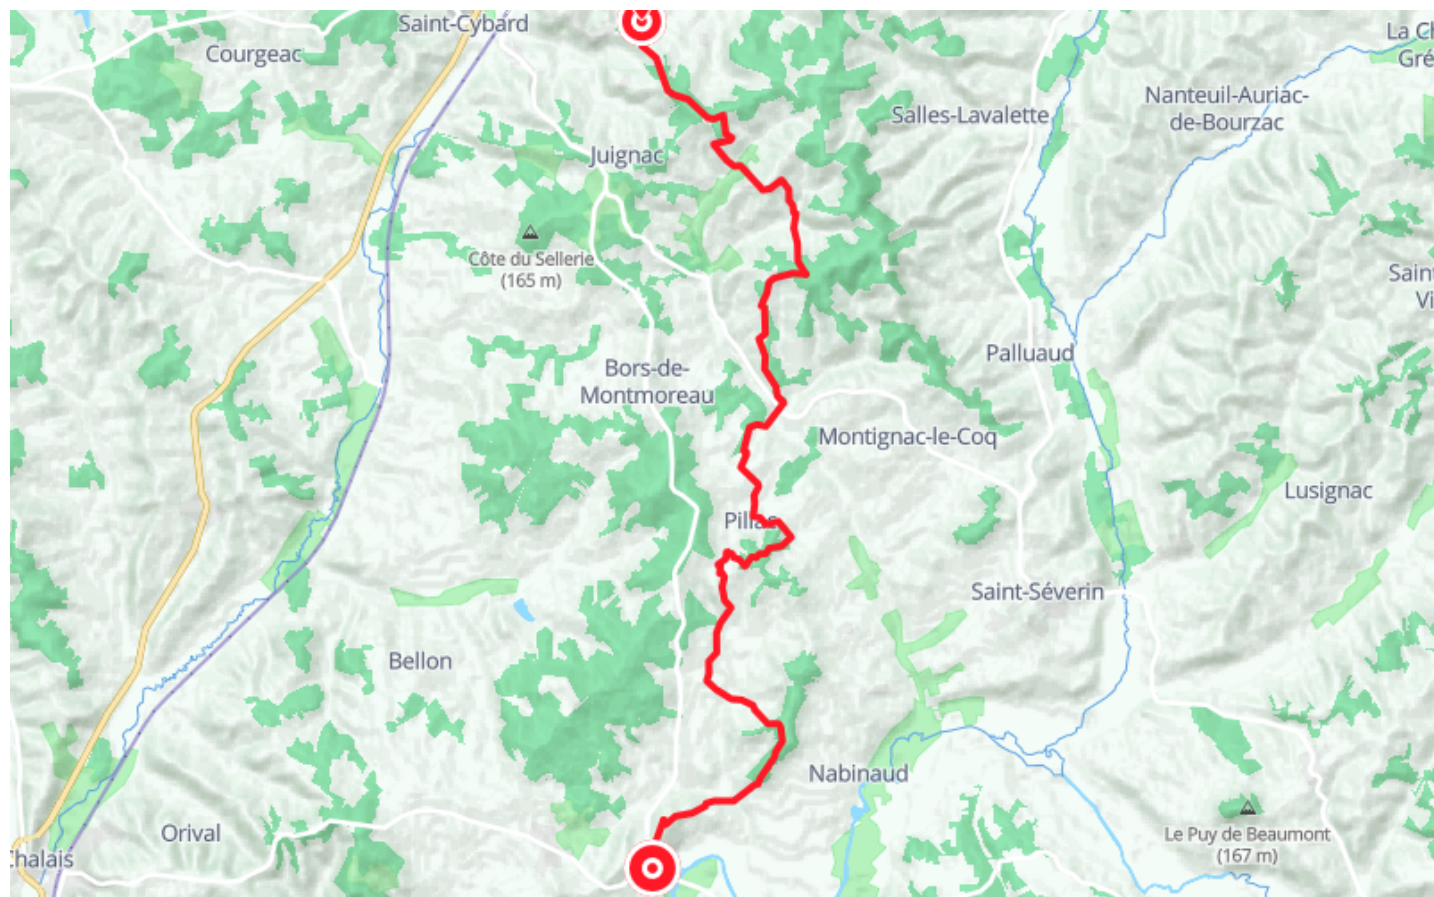 Saint-Cybard
Courgeac
Salles-Lavalette
Nanteuil-Auriac-
de-Bourzac
Juignac
Côte du Sellerie
(165 m)
Palluaud
Bors-de-
Montmoreau
Montignac-le-Coq
Lusignac
Saint-Séverin
Bellon
Nabinaud
Orival
Le Puy de Beaumont
(167 m)